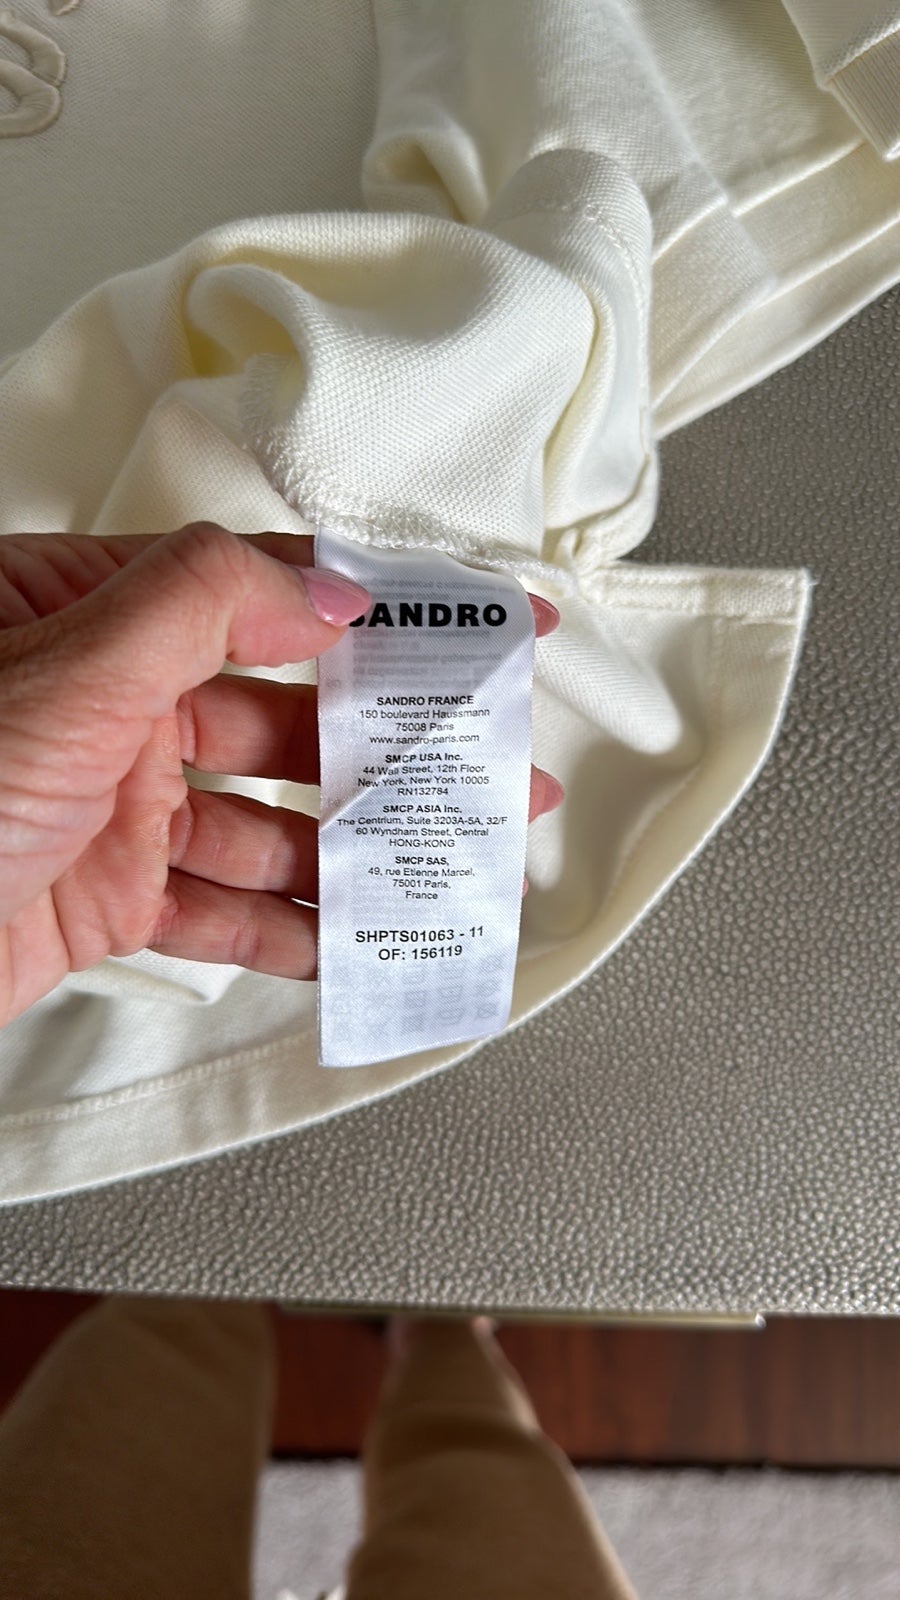 SANDRO
SANDRO FRANCE
150 boulevard Haussmann
75008 Paris
www.sandro-paris.com
SMCP USA Inc.
44 Wall Street, 12th Floor
New York, New York 10005
RN132784
SMCP ASIA Inc.
The Centrium, Suite 3203A-5A, 32/F
60 Wyndham Street, Central
HONG-KONG
SMCP SAS,
49, rue Etienne Marcel,
75001 Paris,
France
SHPTS01063 - 11
OF: 156119